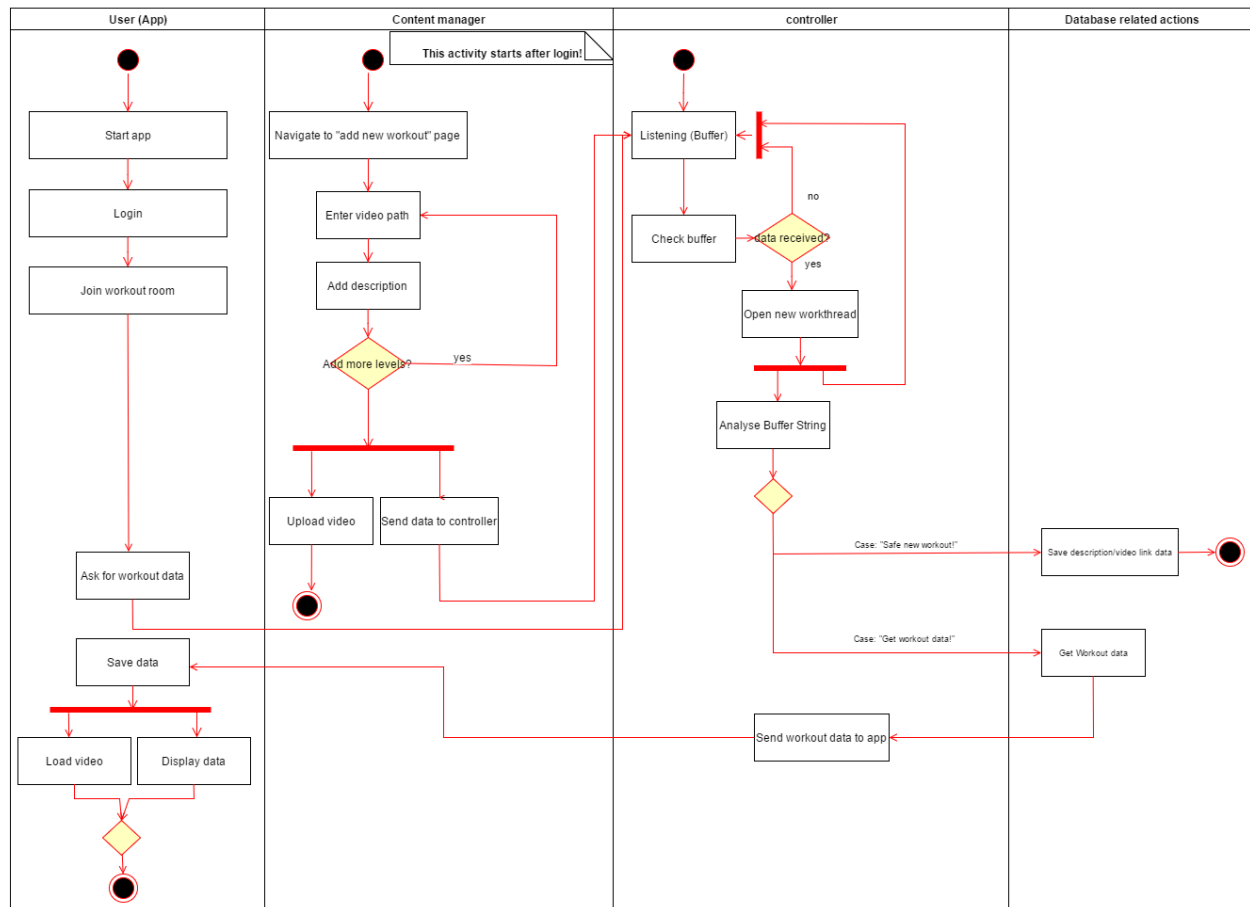 User (App)
Content manager
controller
Database related actions
This activity starts after login!
Start app
Login
Join workout room
Ask for workout data
Save data
Load video
Display data
Navigate to "add new workout" page
Enter video path
Add description
Add more levels?
yes
Upload video
Send data to controller
Listening (Buffer)
Check buffer
data received?
no
yes
Open new workthread
Analyse Buffer String
Case: "Safe new workout!"
Case: "Get workout data!"
Send workout data to app
Save description/video link data
Get Workout data